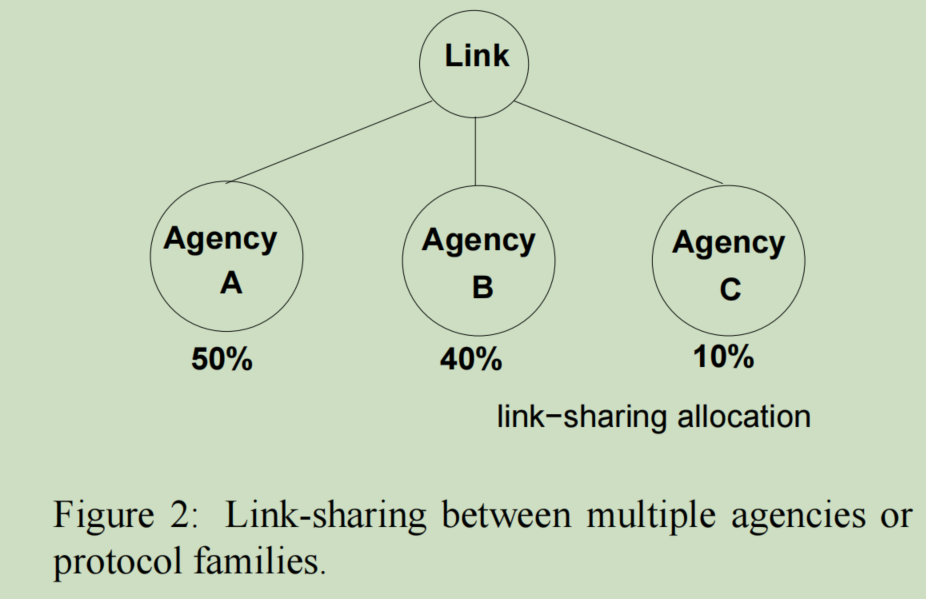 Link
Agency Agency Agency
A B C
50% 40% 10%
link−sharing allocation
Figure 2: Link-sharing between multiple agencies or
protocol families.